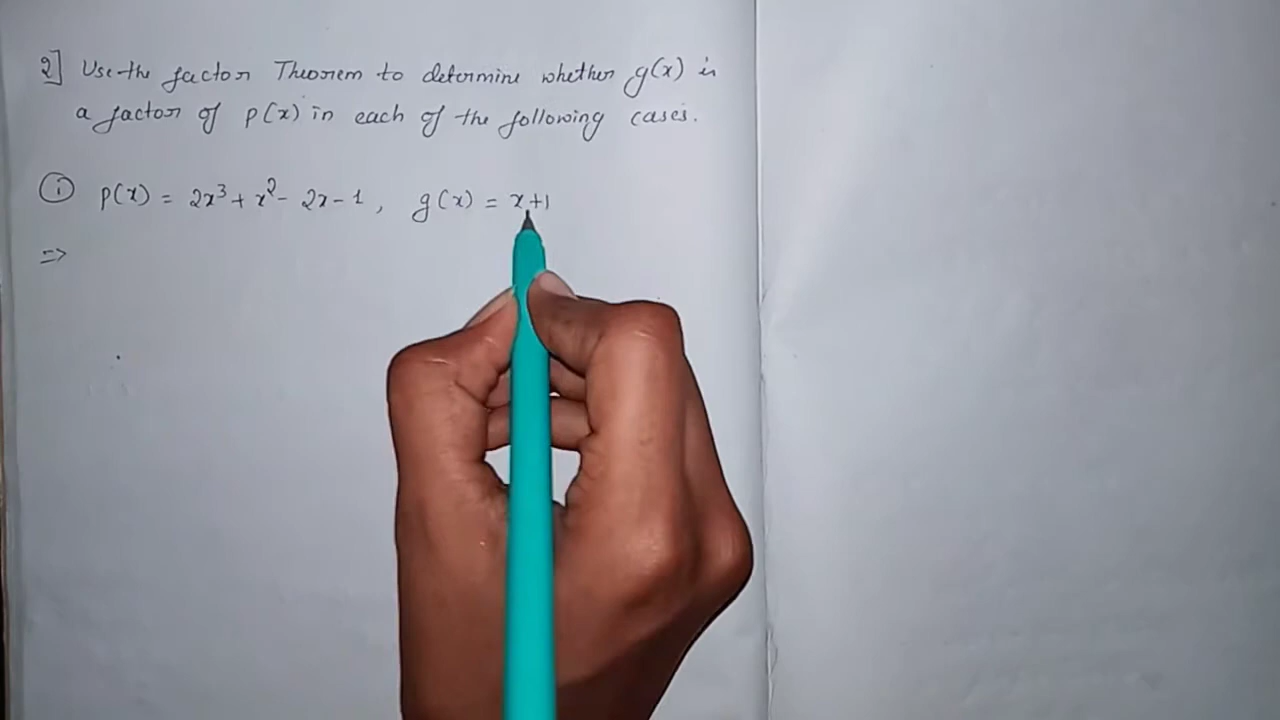 2] Use the factor Theorem to determine whether g(x) is
a factor of p(x) in each of the following cases.
① p(x) = 2x³ + x² - 2x - 1, g(x) = x+1
=>